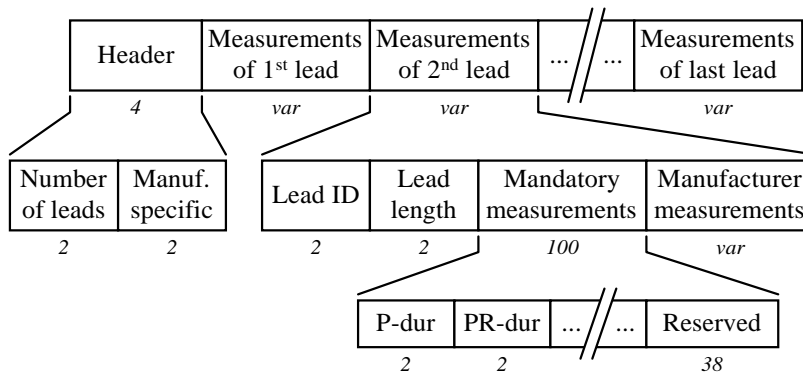 Header
Measurements
of 1st lead
Measurements
of 2nd lead
... ...
Measurements
of last lead
4
var
var
var
Number
of leads
Manuf.
specific
Lead ID
Lead
length
Mandatory
measurements
Manufacturer
measurements
2
2
2
2
100
var
P-dur
PR-dur
... ...
Reserved
2
2
38